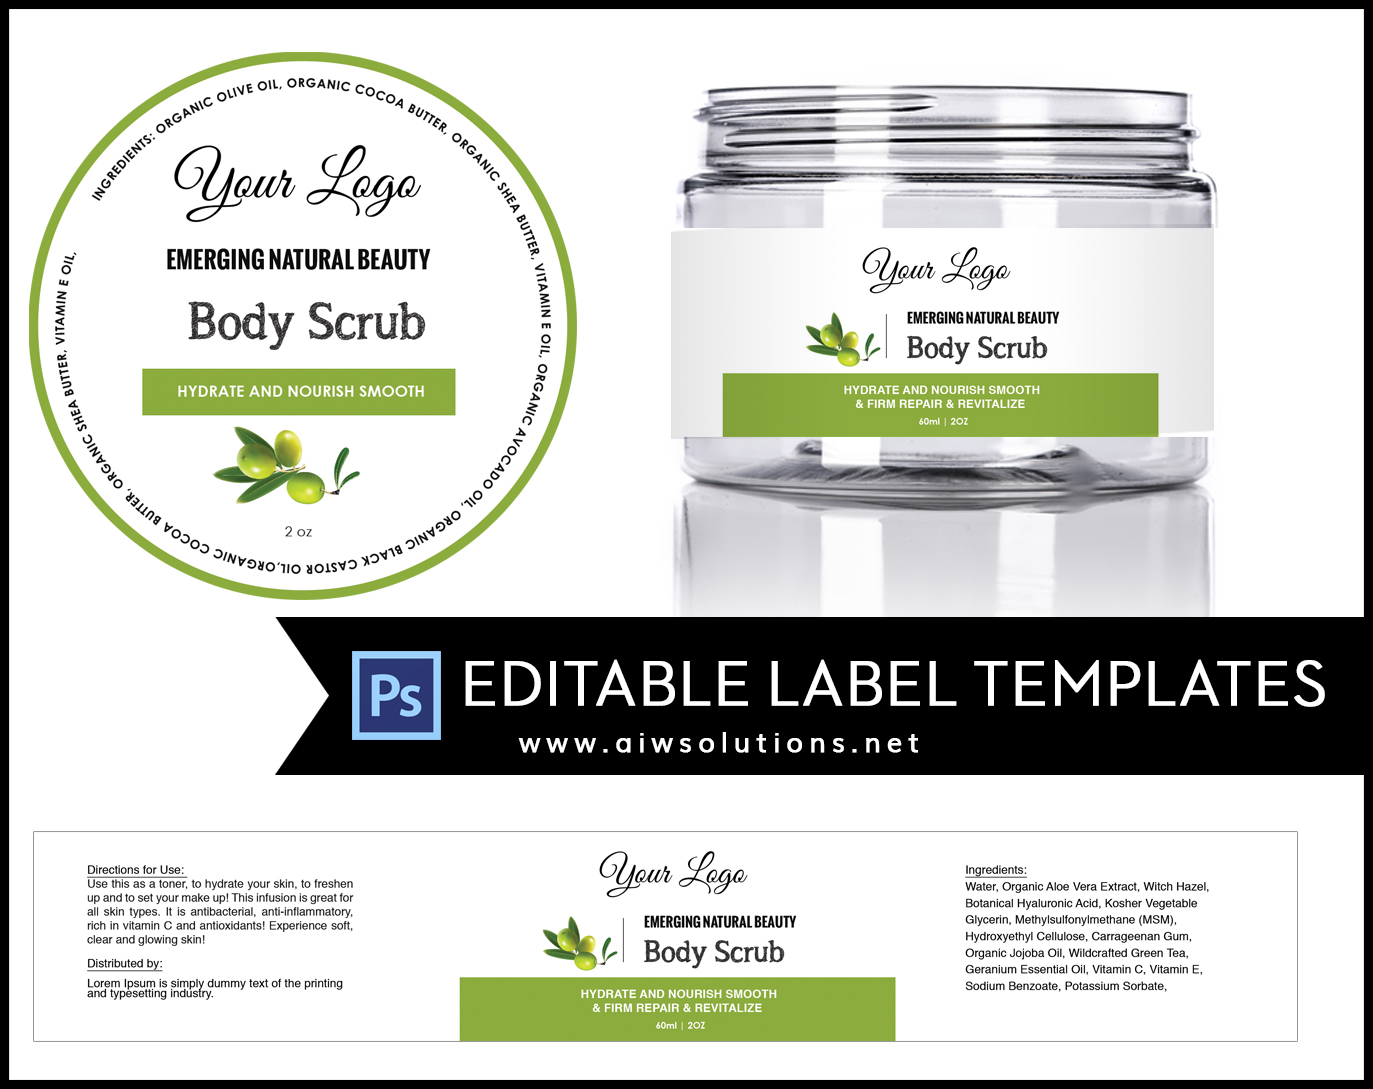 INGREDIENTS: ORGANIC OLIVE OIL, ORGANIC COCOA BUTTER, ORGANIC SHEA BUTTER, VITAMIN E OIL, ORGANIC AVOCADO OIL, ORGANIC BLACK CASTOR OIL,ORGANIC COCOA BUTTER, ORGANIC SHEA BUTTER, VITAMIN E OIL,
Your Logo
EMERGING NATURAL BEAUTY
Body Scrub
HYDRATE AND NOURISH SMOOTH
2 oz
Your Logo
EMERGING NATURAL BEAUTY
Body Scrub
HYDRATE AND NOURISH SMOOTH
& FIRM REPAIR & REVITALIZE
60ml | 2OZ
Ps
EDITABLE LABEL TEMPLATES
www.aiwsolutions.net
Directions for Use:
Use this as a toner, to hydrate your skin, to freshen
up and to set your make up! This infusion is great for
all skin types. It is antibacterial, anti-inflammatory,
rich in vitamin C and antioxidants! Experience soft,
clear and glowing skin!
Distributed by:
Lorem Ipsum is simply dummy text of the printing
and typesetting industry.
Your Logo
EMERGING NATURAL BEAUTY
Body Scrub
HYDRATE AND NOURISH SMOOTH
& FIRM REPAIR & REVITALIZE
60ml | 2OZ
Ingredients:
Water, Organic Aloe Vera Extract, Witch Hazel,
Botanical Hyaluronic Acid, Kosher Vegetable
Glycerin, Methylsulfonylmethane (MSM),
Hydroxyethyl Cellulose, Carrageenan Gum,
Organic Jojoba Oil, Wildcrafted Green Tea,
Geranium Essential Oil, Vitamin C, Vitamin E,
Sodium Benzoate, Potassium Sorbate,